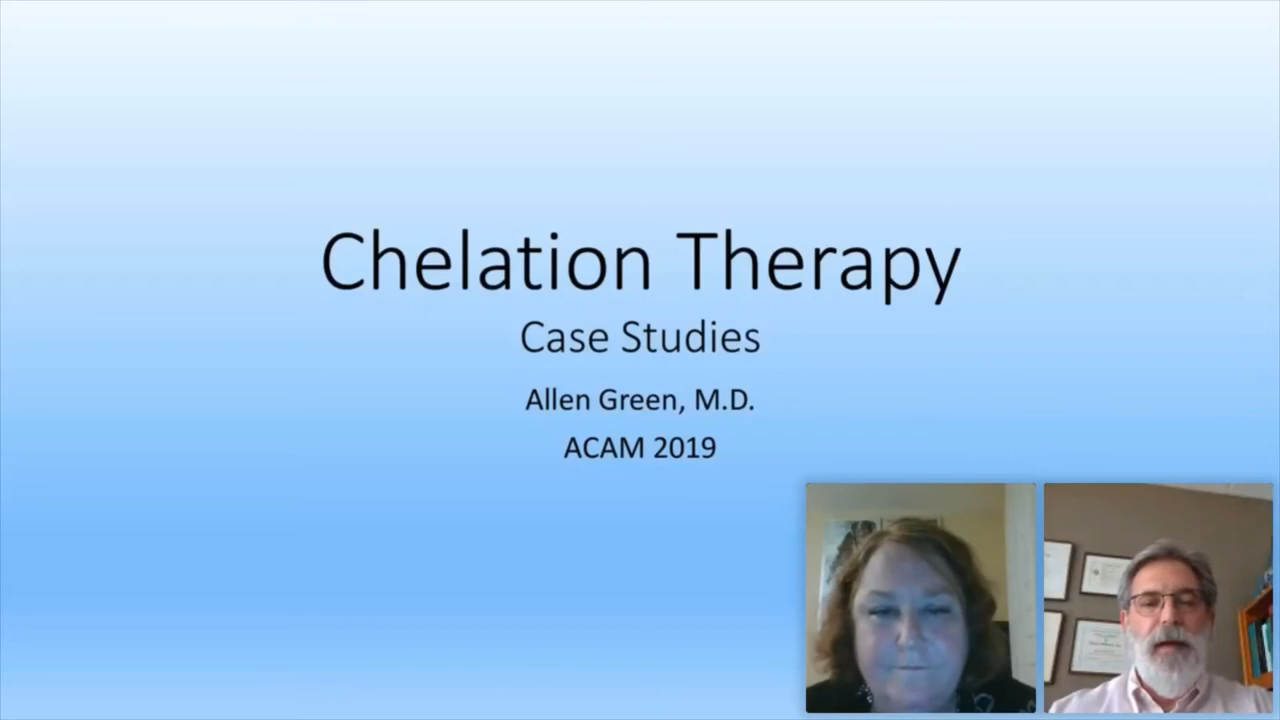 Chelation Therapy
Case Studies
Allen Green, M.D.
ACAM 2019